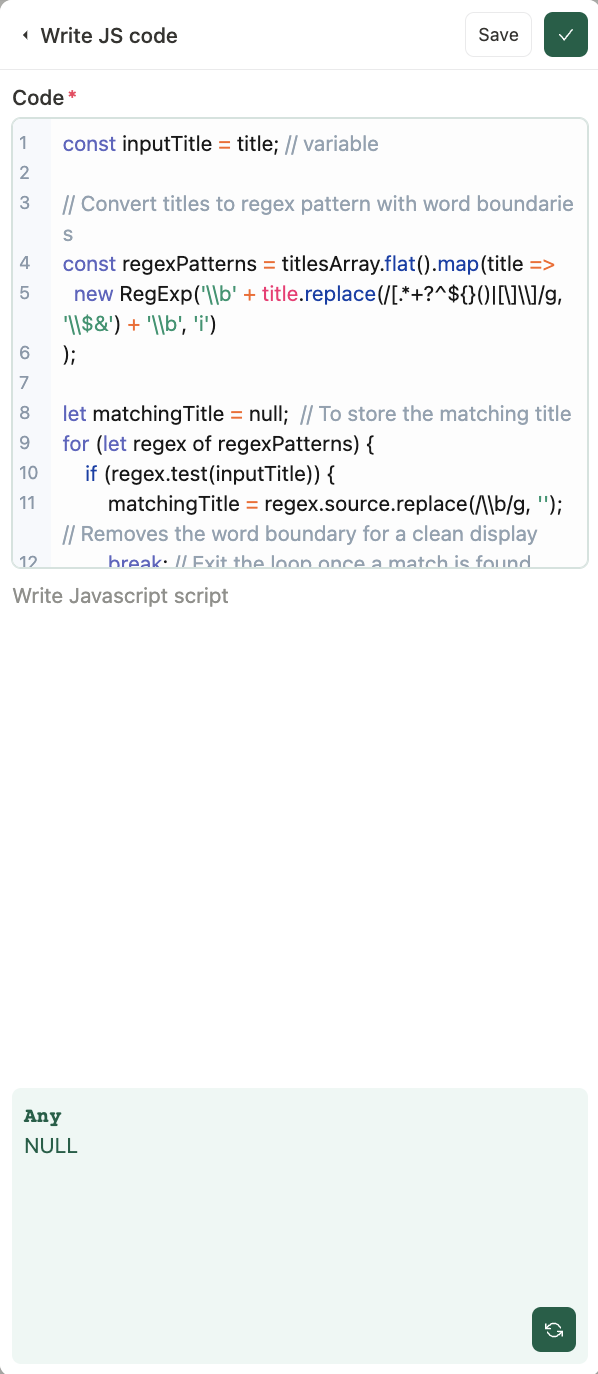 Write JS code
Save
Code *
1 const inputTitle = title; // variable
2
3 // Convert titles to regex pattern with word boundarie
s
4 const regexPatterns = titlesArray.flat().map(title =>
5 new RegExp('\\b' + title.replace(/[.*+?^${}()|[\]\\]/g,
'\\$&') + '\\b', 'i')
6 );
7
8 let matchingTitle = null; // To store the matching title
9 for (let regex of regexPatterns) {
10 if (regex.test(inputTitle)) {
11 matchingTitle = regex.source.replace(/\\b/g, '');
// Removes the word boundary for a clean display
12 break; // Exit the loop once a match is found
Write Javascript script
Any
NULL